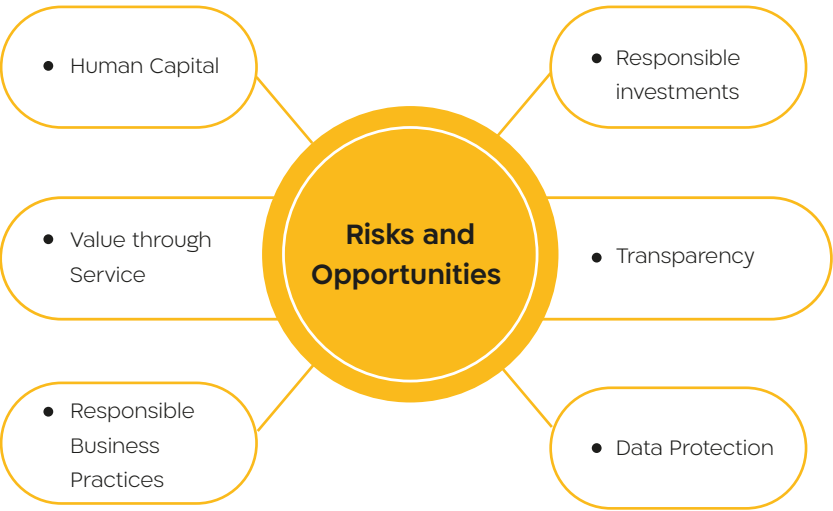 ● Human Capital
● Value through
Service
● Responsible
Business
Practices
Risks and
Opportunities
● Responsible
investments
● Transparency
● Data Protection